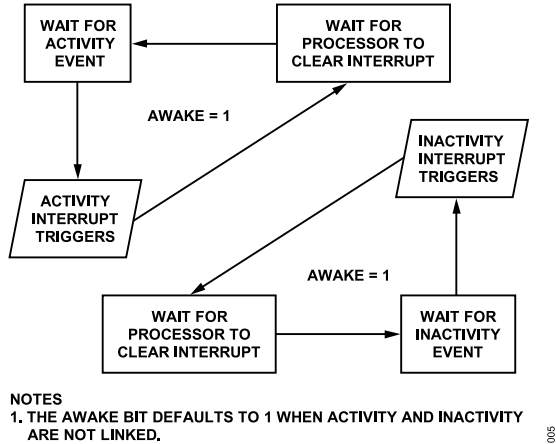 WAIT FOR
ACTIVITY
EVENT
WAIT FOR
PROCESSOR TO
CLEAR INTERRUPT
AWAKE = 1
ACTIVITY
INTERRUPT
TRIGGERS
INACTIVITY
INTERRUPT
TRIGGERS
AWAKE = 1
WAIT FOR
PROCESSOR TO
CLEAR INTERRUPT
WAIT FOR
INACTIVITY
EVENT
NOTES
1. THE AWAKE BIT DEFAULTS TO 1 WHEN ACTIVITY AND INACTIVITY
ARE NOT LINKED.
005